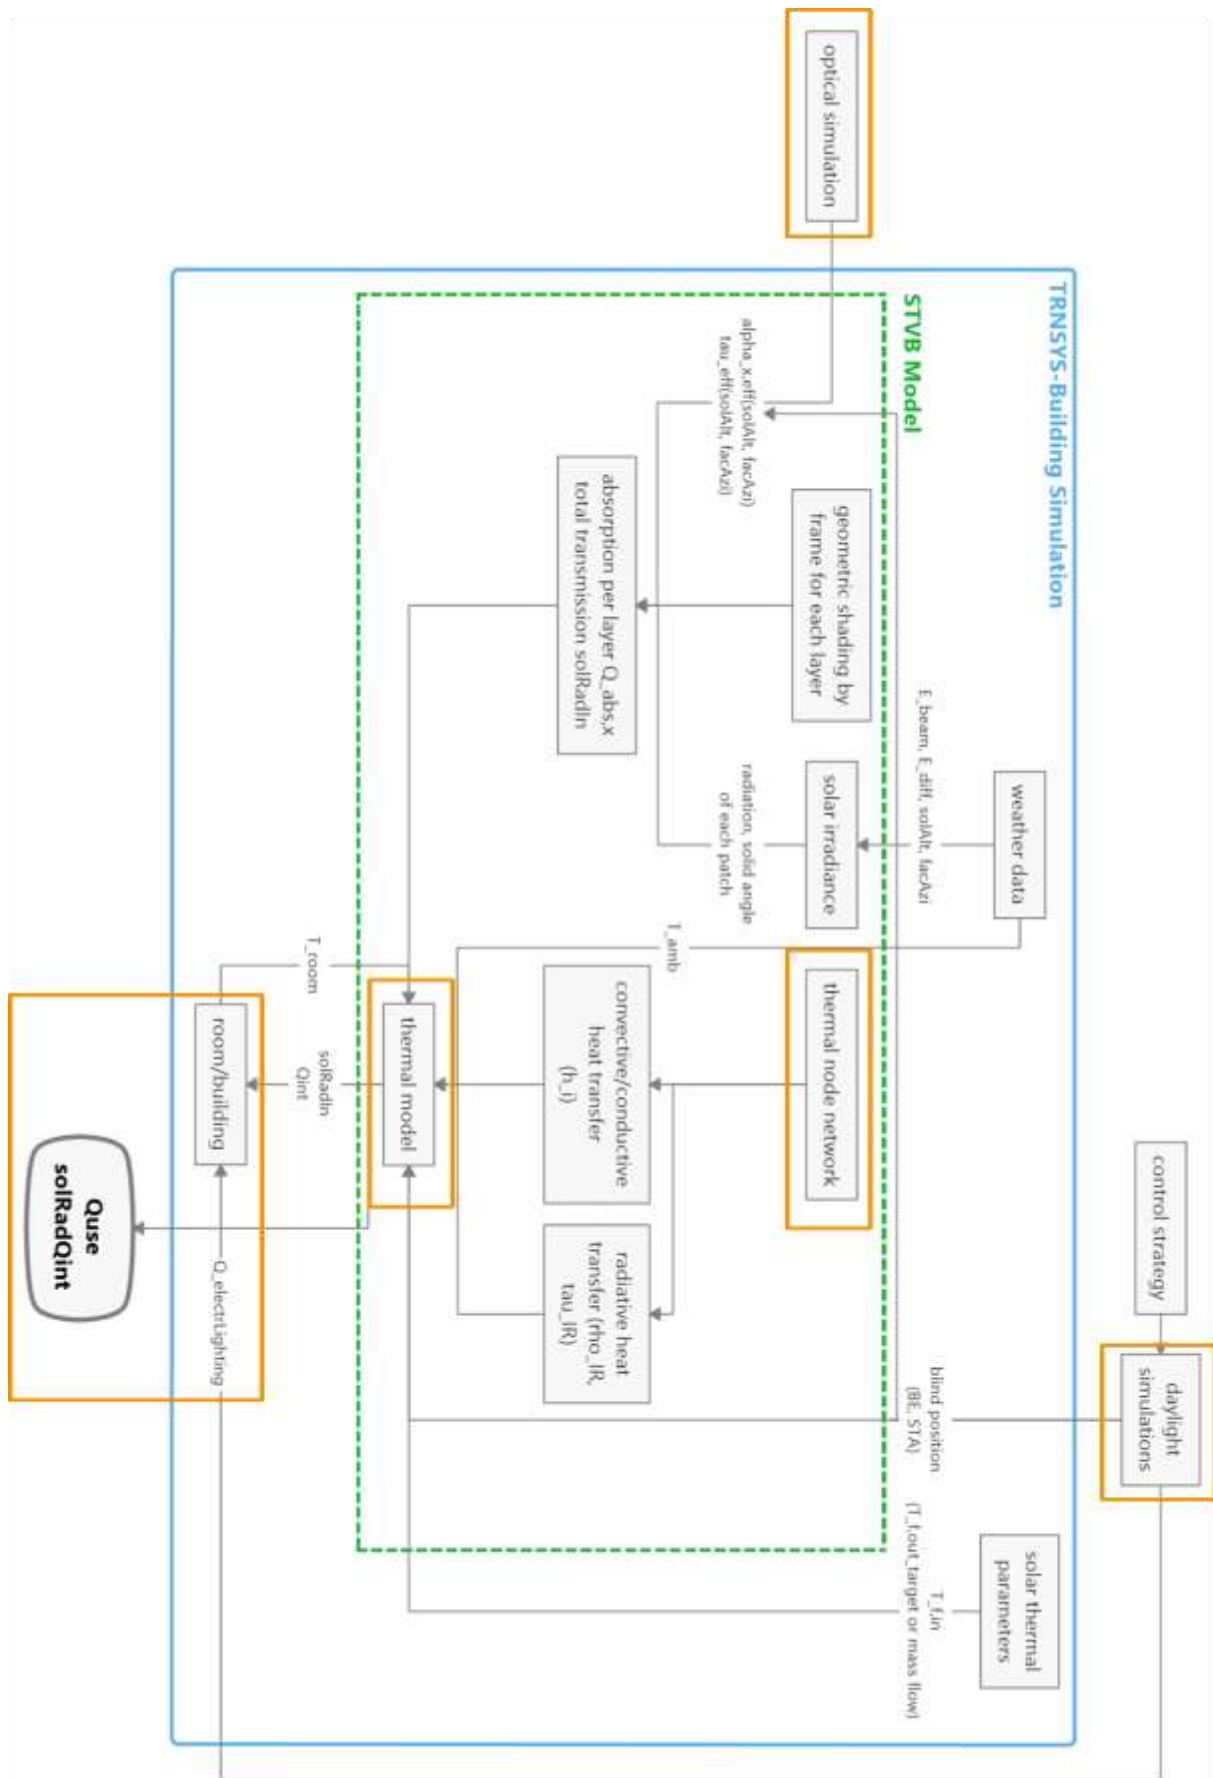 control strategy
daylight
simulations
optical simulation
TRNSYS-Building Simulation
weather data
solar thermal
parameters
E_beam, E_diff, solAlt, facAzi
blind position
(BE, STA)
T_f,in
(T_f,out_target or mass flow)
STVB Model
geometric shading by
frame for each layer
solar irradiance
thermal node network
alpha_x,eff(solAlt, facAzi)
tau_eff(solAlt, facAzi)
radiation, solid angle
of each patch
T_amb
absorption per layer Q_abs,x
total transmission solRadIn
convective/conductive
heat transfer
(h_i)
radiative heat
transfer (rho_IR,
tau_IR)
thermal model
T_room
solRadIn
Qint
room/building
Q_electrLighting
Quse
solRadQint